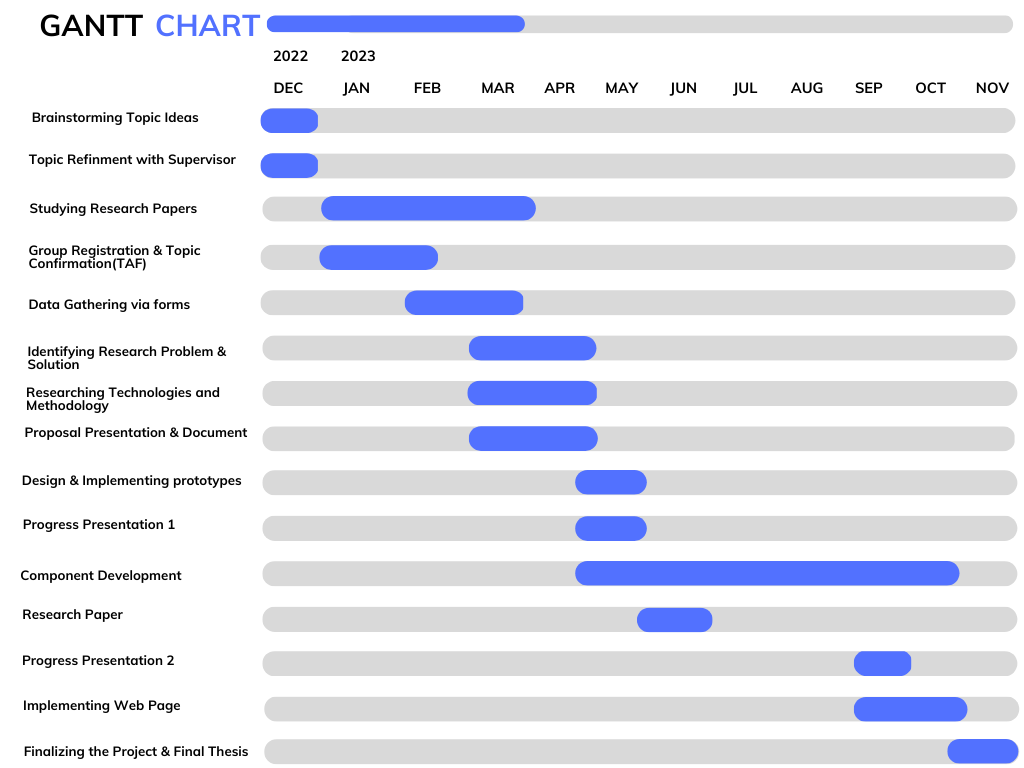 GANTT CHART
2022 2023
DEC JAN FEB MAR APR MAY JUN JUL AUG SEP OCT NOV
Brainstorming Topic Ideas
Topic Refinment with Supervisor
Studying Research Papers
Group Registration & Topic
Confirmation(TAF)
Data Gathering via forms
Identifying Research Problem &
Solution
Researching Technologies and
Methodology
Proposal Presentation & Document
Design & Implementing prototypes
Progress Presentation 1
Component Development
Research Paper
Progress Presentation 2
Implementing Web Page
Finalizing the Project & Final Thesis